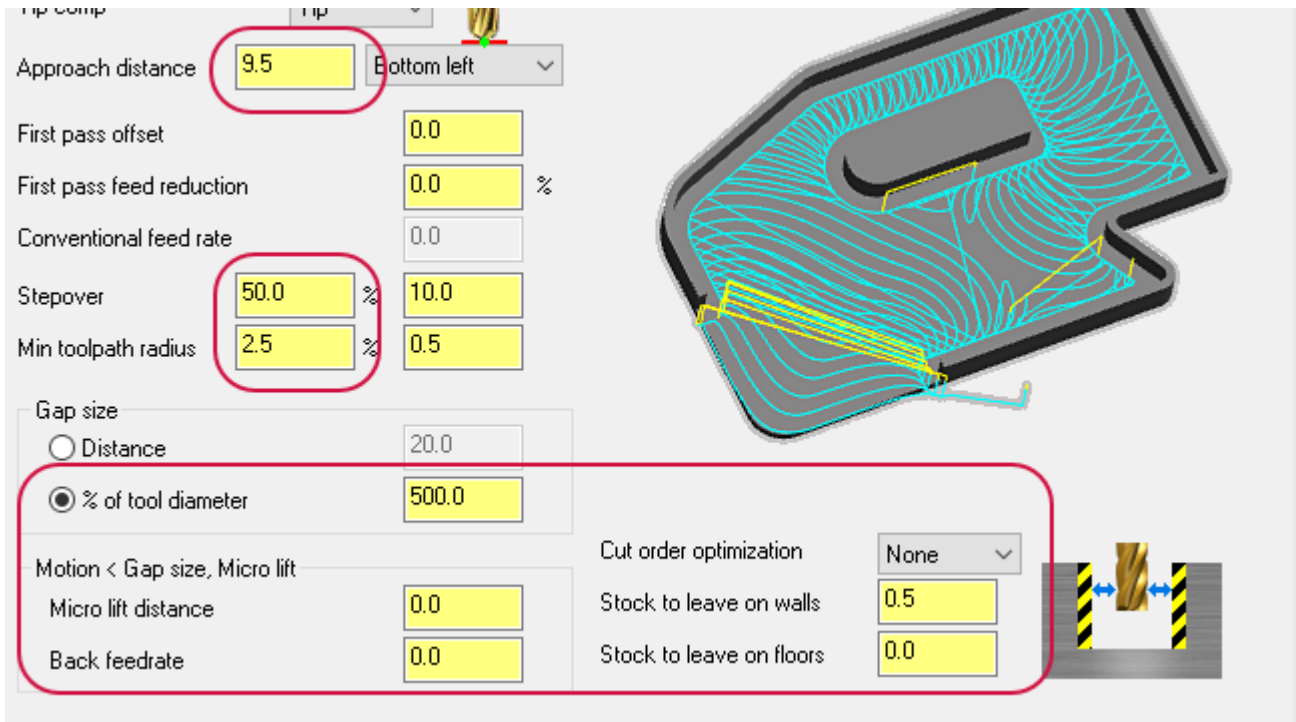 Tip comp Tip
Approach distance 9.5 Bottom left
First pass offset 0.0
First pass feed reduction 0.0 %
Conventional feed rate 0.0
Stepover 50.0 % 10.0
Min toolpath radius 2.5 % 0.5
Gap size
Distance 20.0
% of tool diameter 500.0
Motion < Gap size, Micro lift
Micro lift distance 0.0
Back feedrate 0.0
Cut order optimization None
Stock to leave on walls 0.5
Stock to leave on floors 0.0